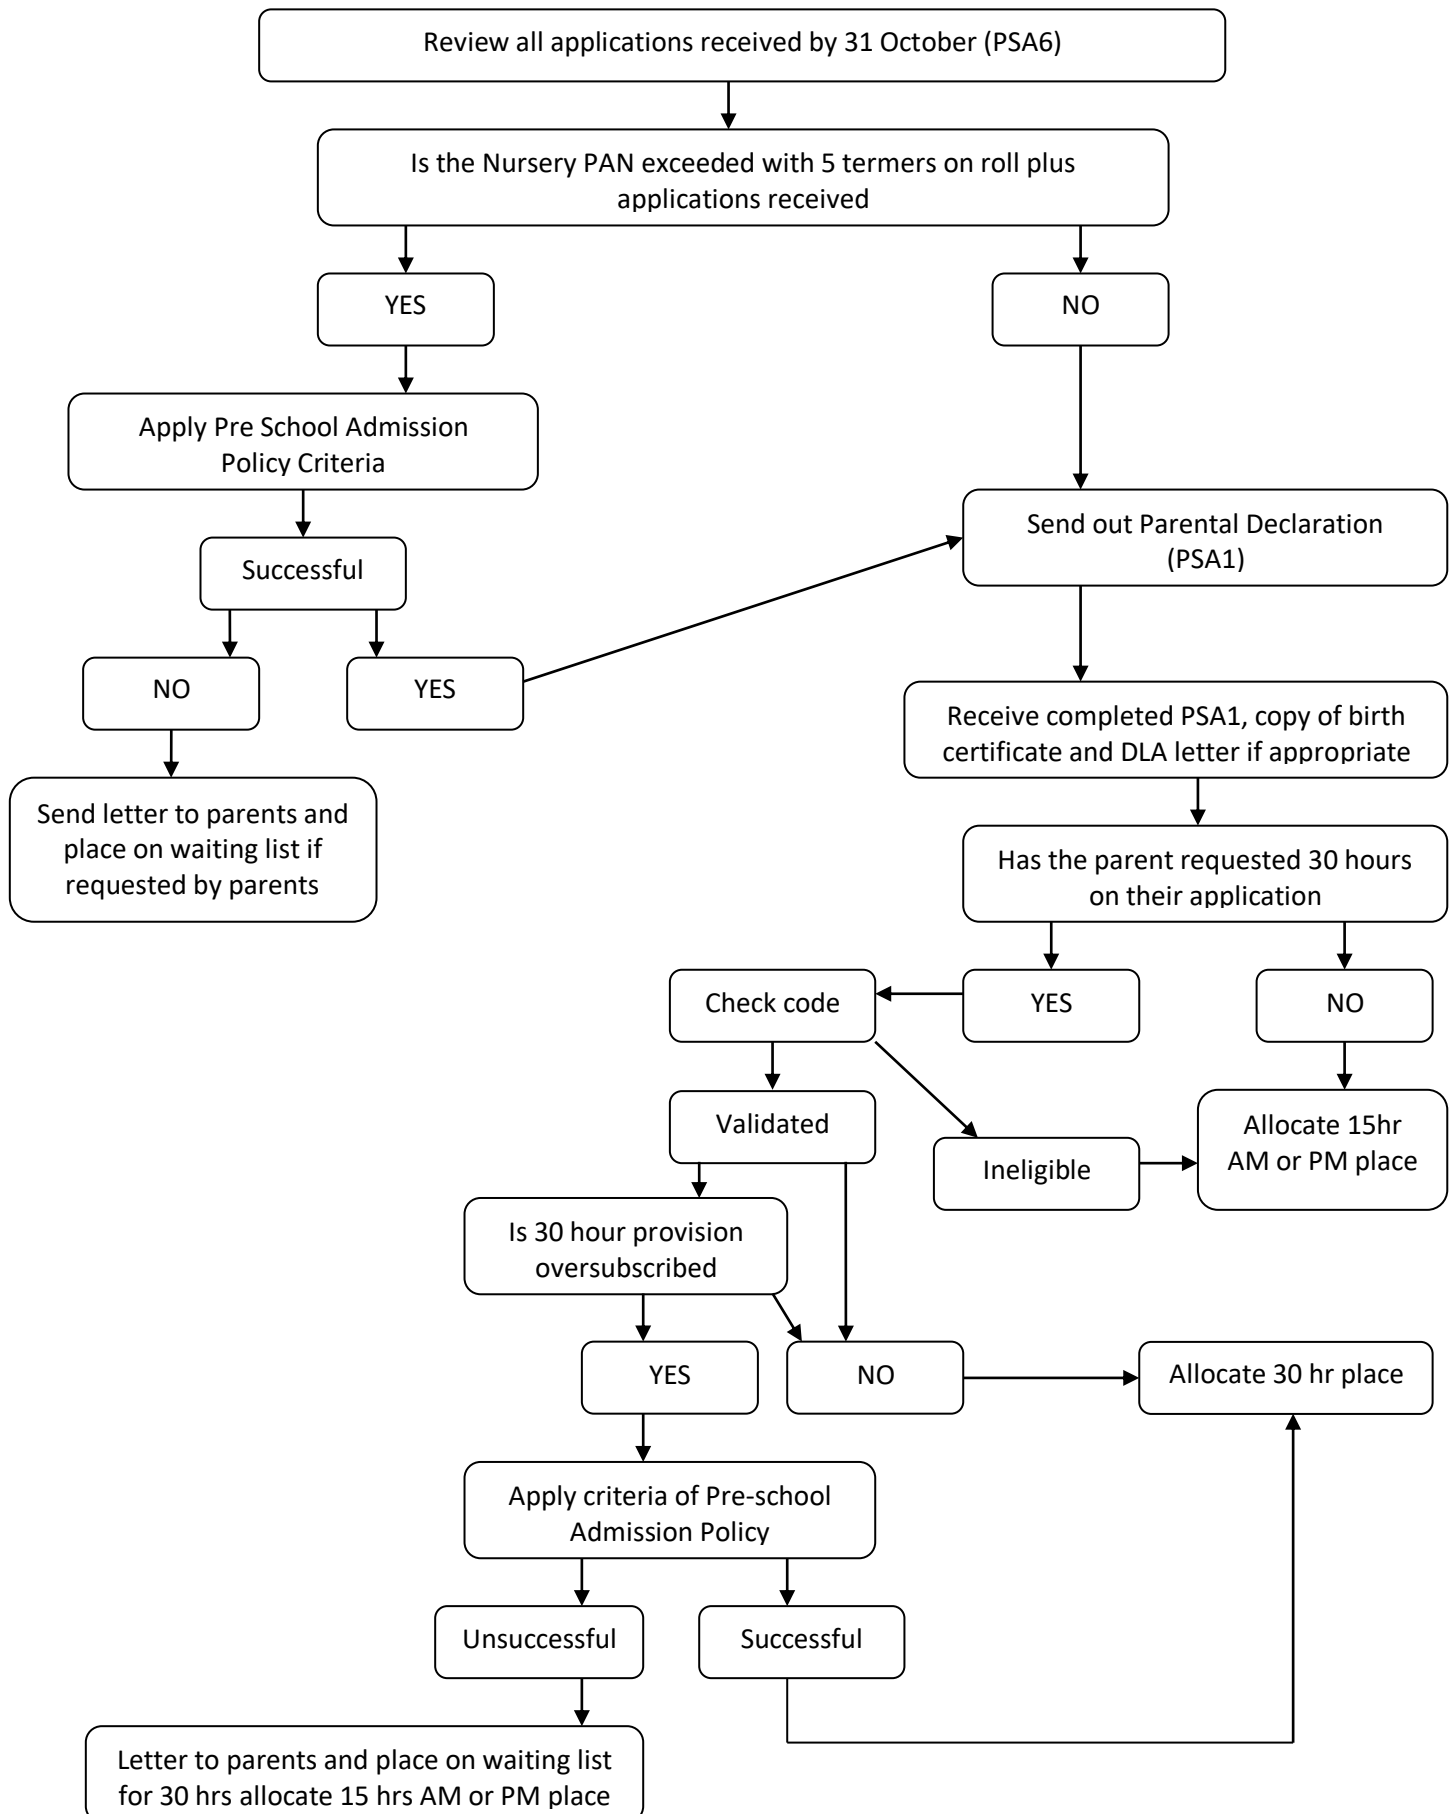 Review all applications received by 31 October (PSA6)
Is the Nursery PAN exceeded with 5 termers on roll plus
applications received
YES
NO
Apply Pre School Admission
Policy Criteria
Successful
Send out Parental Declaration
(PSA1)
NO
YES
Receive completed PSA1, copy of birth
certificate and DLA letter if appropriate
Send letter to parents and
place on waiting list if
requested by parents
Has the parent requested 30 hours
on their application
Check code
YES
NO
Validated
Ineligible
Allocate 15hr
AM or PM place
Is 30 hour provision
oversubscribed
YES
NO
Allocate 30 hr place
Apply criteria of Pre-school
Admission Policy
Unsuccessful
Successful
Letter to parents and place on waiting list
for 30 hrs allocate 15 hrs AM or PM place